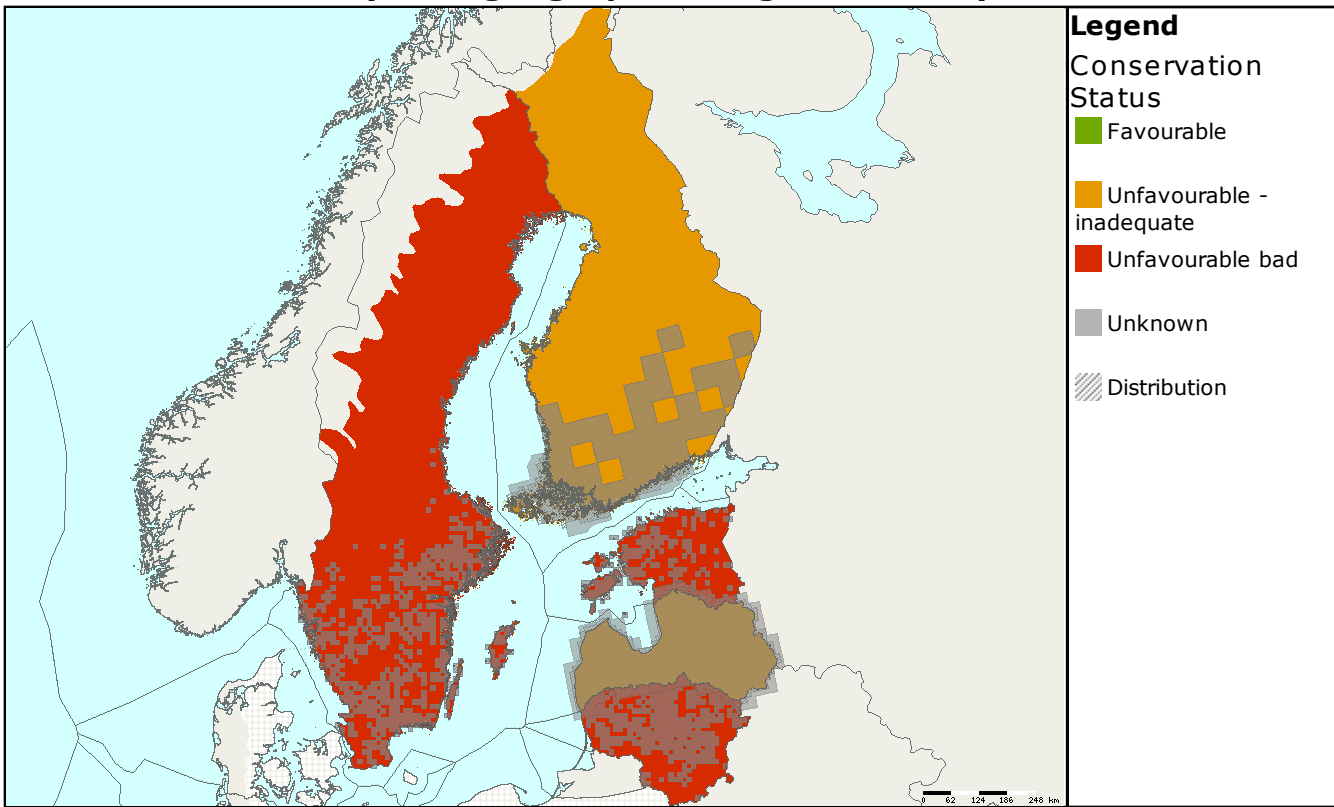 Legend
Conservation
Status
Favourable
Unfavourable -
inadequate
Unfavourable bad
Unknown
Distribution
0 62 124 186 248 km